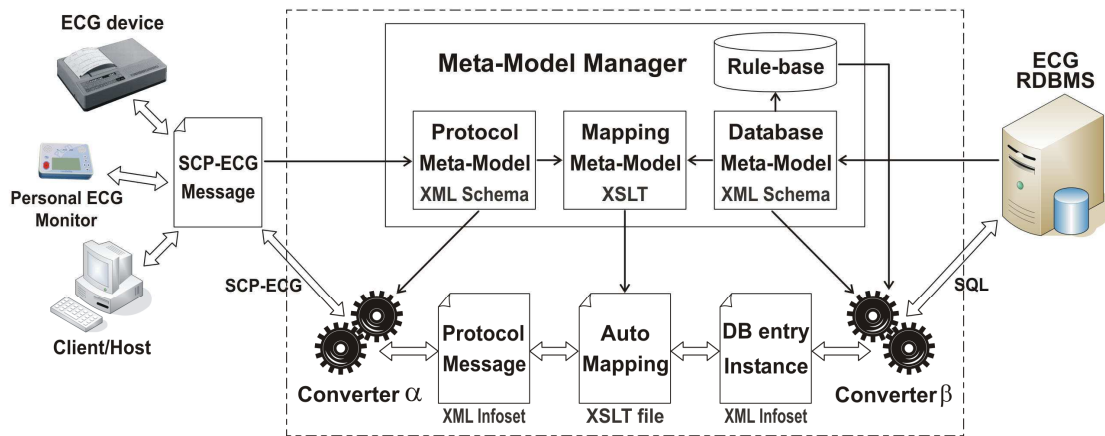 ECG device
Meta-Model Manager
Rule-base
ECG
RDBMS
Protocol
Meta-Model
XML Schema
Mapping
Meta-Model
XSLT
Database
Meta-Model
XML Schema
SCP-ECG
Message
Personal ECG
Monitor
Client/Host
SCP-ECG
SQL
Converter α
Protocol
Message
XML Infoset
Auto
Mapping
XSLT file
DB entry
Instance
XML Infoset
Converter β